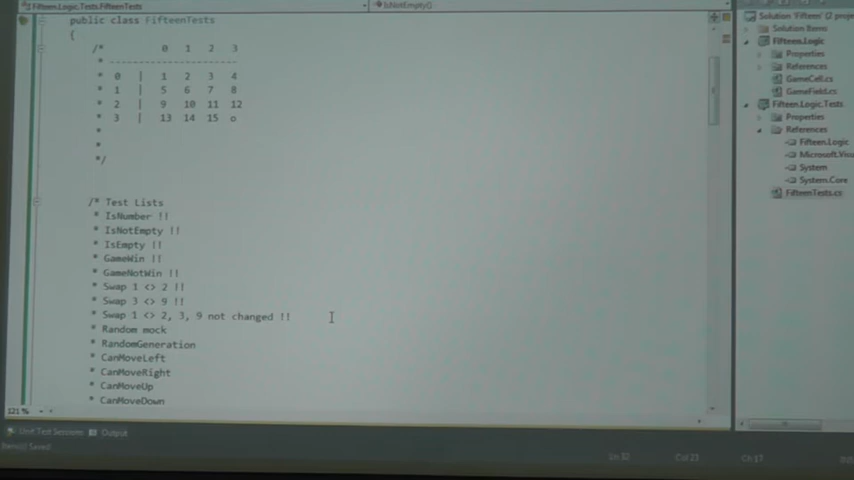 Fifteen.Logic.Tests.FifteenTests
IsNotEmpty()
public class FifteenTests
{
/* 0 1 2 3
* ----------------------
* 0 | 1 2 3 4
* 1 | 5 6 7 8
* 2 | 9 10 11 12
* 3 | 13 14 15 o
*
*
*/
/* Test Lists
* IsNumber !!
* IsNotEmpty !!
* IsEmpty !!
* GameWin !!
* GameNotWin !!
* Swap 1 <> 2 !!
* Swap 3 <> 9 !!
* Swap 1 <> 2, 3, 9 not changed !!
* Random mock
* RandomGeneration
* CanMoveLeft
* CanMoveRight
* CanMoveUp
* CanMoveDown
121 %
Unit Test Sessions Output
Item(s) Saved
Ln 32 Col 23 Ch 17 INS
Solution 'Fifteen' (2 proje
Solution Items
Fifteen.Logic
Properties
References
GameCell.cs
GameField.cs
Fifteen.Logic.Tests
Properties
References
Fifteen.Logic
Microsoft.Visu
System
System.Core
FifteenTests.cs